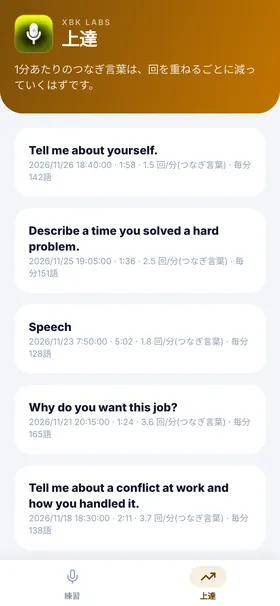 XBK LABS
上達
1分あたりのつなぎ言葉は、回を重ねるごとに減っ
ていくはずです。
Tell me about yourself.
2026/11/26 18:40:00 · 1:58 · 1.5 回/分(つなぎ言葉) · 毎分
142語
Describe a time you solved a hard
problem.
2026/11/25 19:05:00 · 1:36 · 2.5 回/分(つなぎ言葉) · 毎
分151語
Speech
2026/11/23 7:50:00 · 5:02 · 1.8 回/分(つなぎ言葉) · 毎分
128語
Why do you want this job?
2026/11/21 20:15:00 · 1:24 · 3.6 回/分(つなぎ言葉) · 毎分
165語
Tell me about a conflict at work and
how you handled it.
2026/11/18 18:30:00 · 2:11 · 3.7 回/分(つなぎ言葉) · 毎分
138語
練習
上達